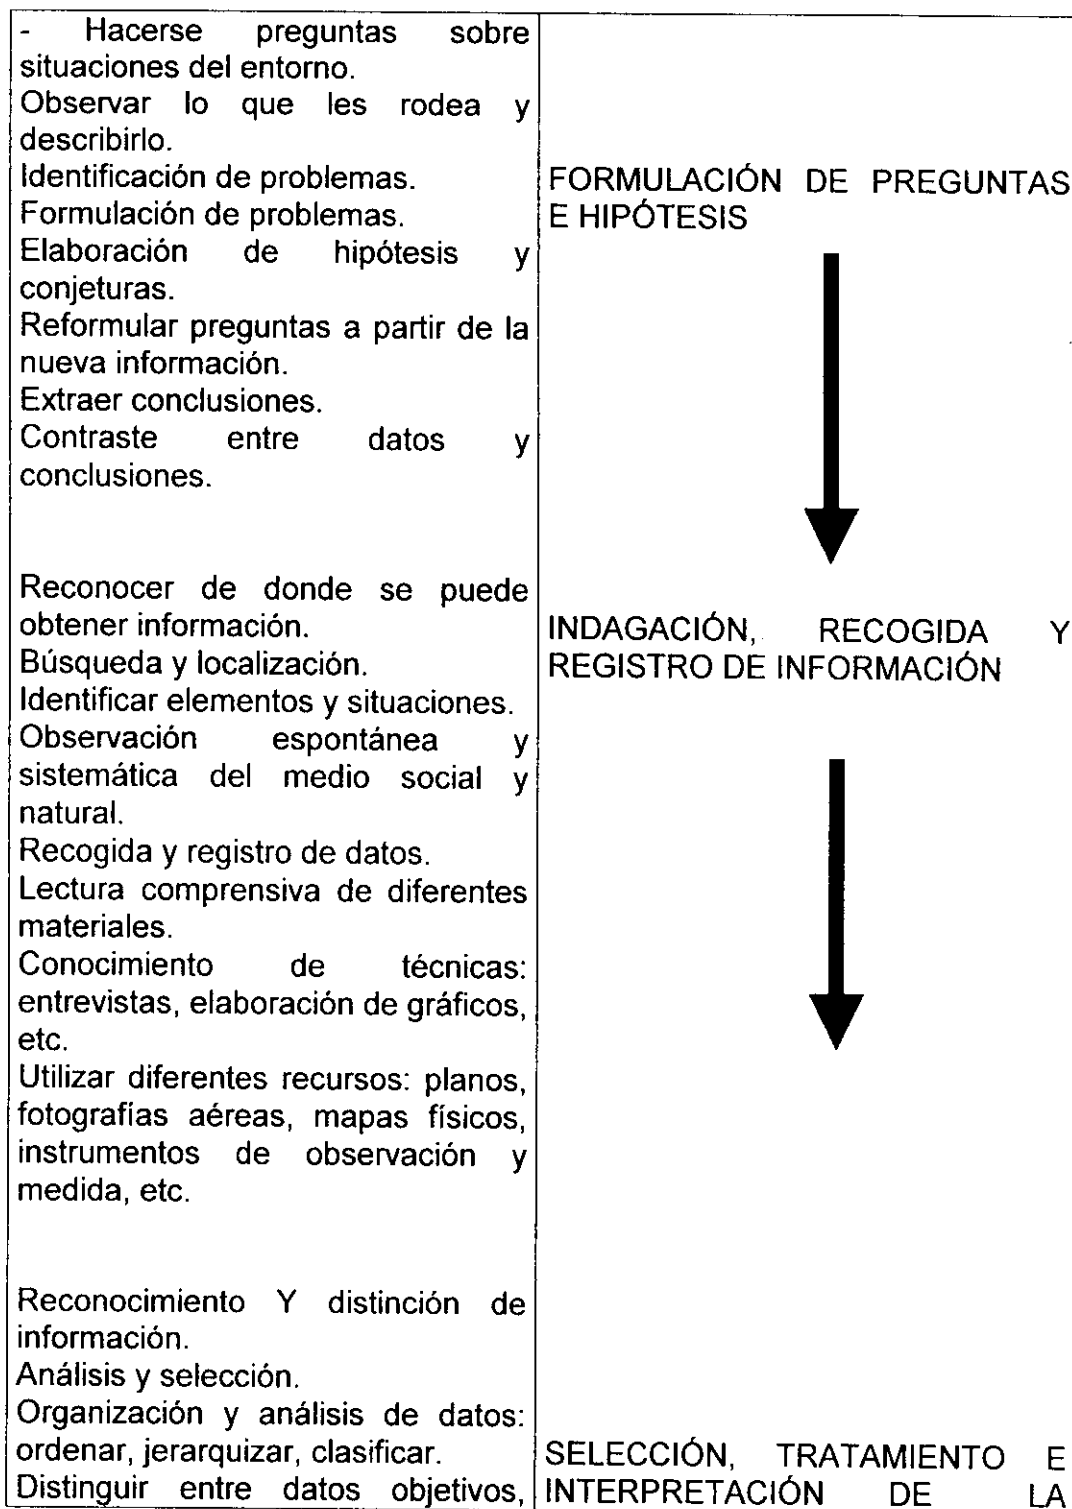 - Hacerse preguntas sobre
situaciones del entorno.
Observar lo que les rodea y
describirlo.
Identificación de problemas.
Formulación de problemas.
Elaboración de hipótesis y
conjeturas.
Reformular preguntas a partir de la
nueva información.
Extraer conclusiones.
Contraste entre datos y
conclusiones.
FORMULACIÓN DE PREGUNTAS
E HIPÓTESIS
Reconocer de donde se puede
obtener información.
Búsqueda y localización.
Identificar elementos y situaciones.
Observación espontánea y
sistemática del medio social y
natural.
Recogida y registro de datos.
Lectura comprensiva de diferentes
materiales.
Conocimiento de técnicas:
entrevistas, elaboración de gráficos,
etc.
Utilizar diferentes recursos: planos,
fotografías aéreas, mapas físicos,
instrumentos de observación y
medida, etc.
INDAGACIÓN, RECOGIDA Y
REGISTRO DE INFORMACIÓN
Reconocimiento Y distinción de
información.
Análisis y selección.
Organización y análisis de datos:
ordenar, jerarquizar, clasificar.
Distinguir entre datos objetivos,
SELECCIÓN, TRATAMIENTO E
INTERPRETACIÓN DE LA